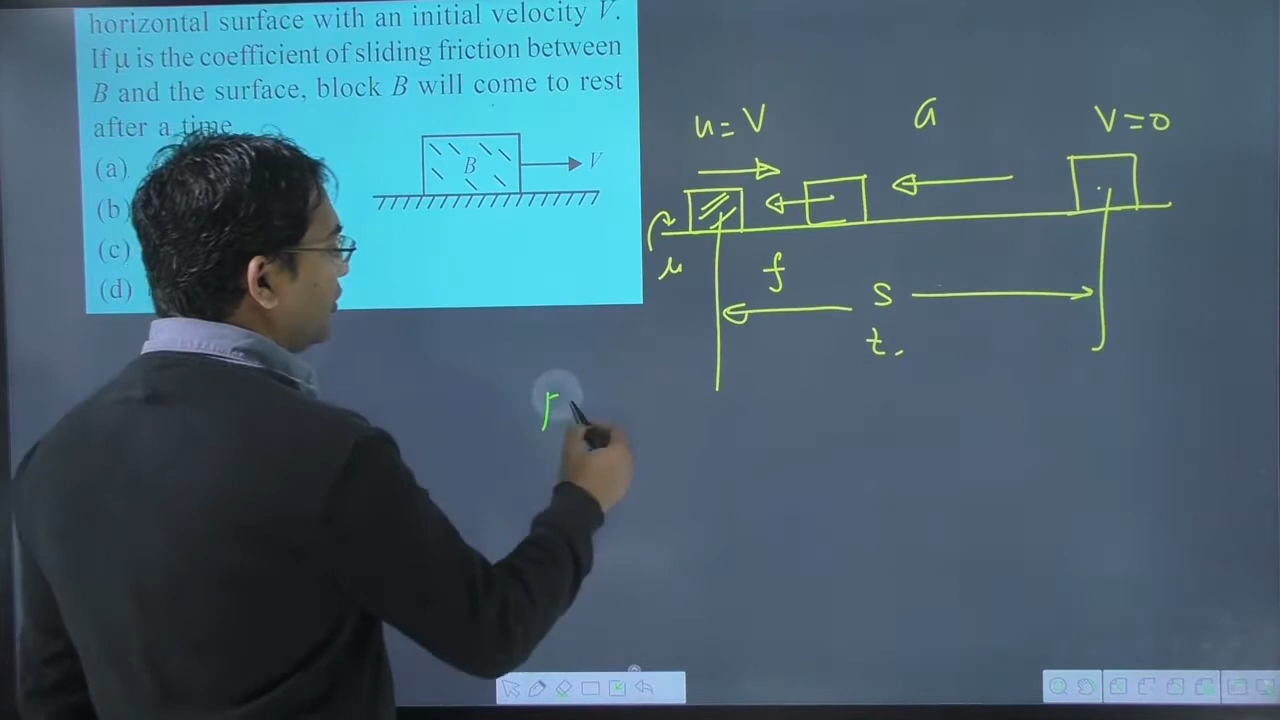 horizontal surface with an initial velocity V.
If μ is the coefficient of sliding friction between
B and the surface, block B will come to rest
after a time
(a)
(b)
(c)
(d)
B
V
u = V
a
V = 0
μ
f
s
t.